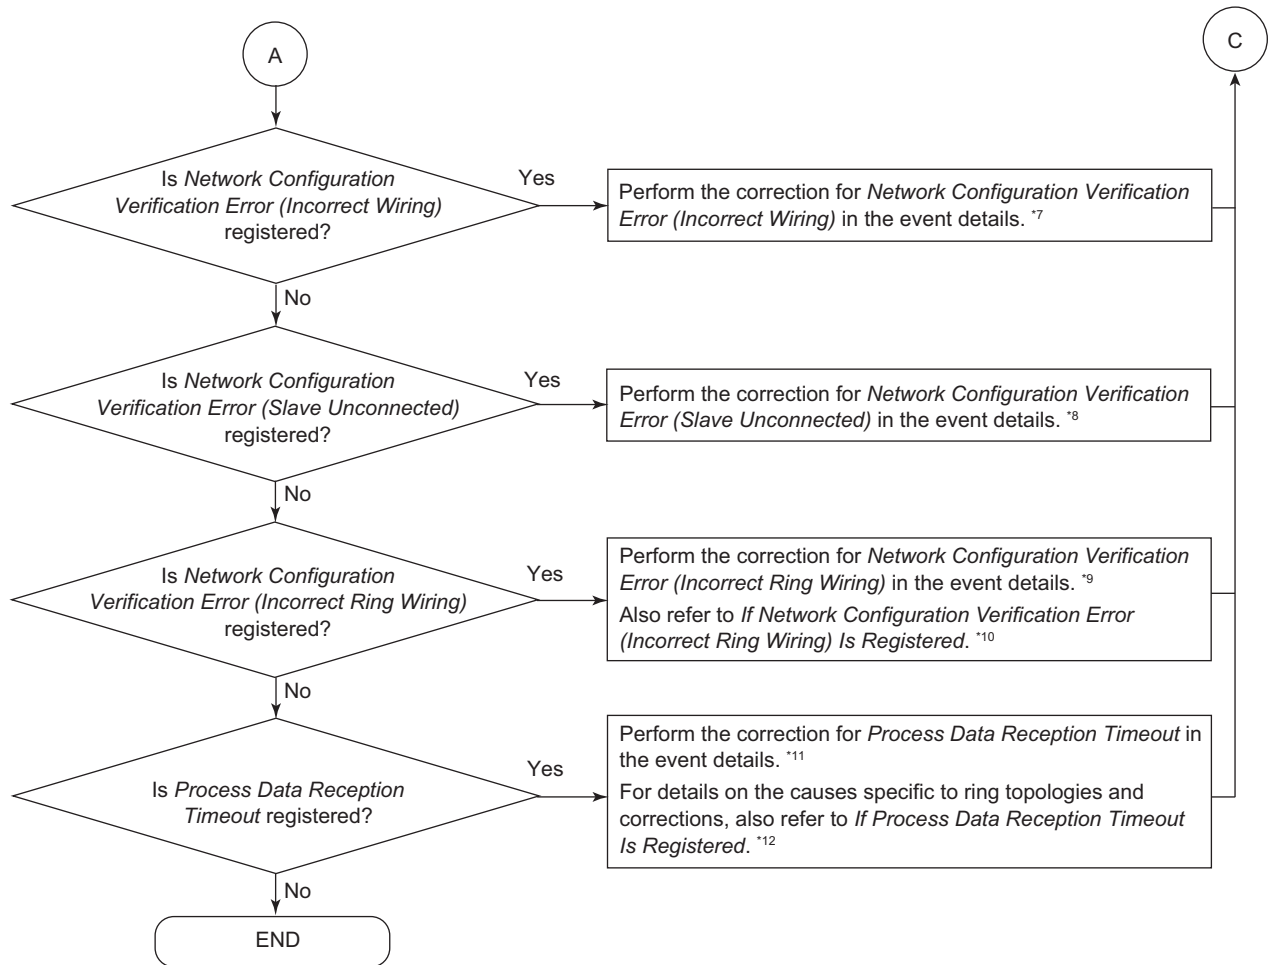 A
C
Is Network Configuration
Verification Error (Incorrect Wiring)
registered?
Yes
Perform the correction for Network Configuration Verification
Error (Incorrect Wiring) in the event details. *7
No
Is Network Configuration
Verification Error (Slave Unconnected)
registered?
Yes
Perform the correction for Network Configuration Verification
Error (Slave Unconnected) in the event details. *8
No
Is Network Configuration
Verification Error (Incorrect Ring Wiring)
registered?
Yes
Perform the correction for Network Configuration Verification
Error (Incorrect Ring Wiring) in the event details. *9
Also refer to If Network Configuration Verification Error
(Incorrect Ring Wiring) Is Registered. *10
No
Is Process Data Reception
Timeout registered?
Yes
Perform the correction for Process Data Reception Timeout in
the event details. *11
For details on the causes specific to ring topologies and
corrections, also refer to If Process Data Reception Timeout
Is Registered. *12
No
END